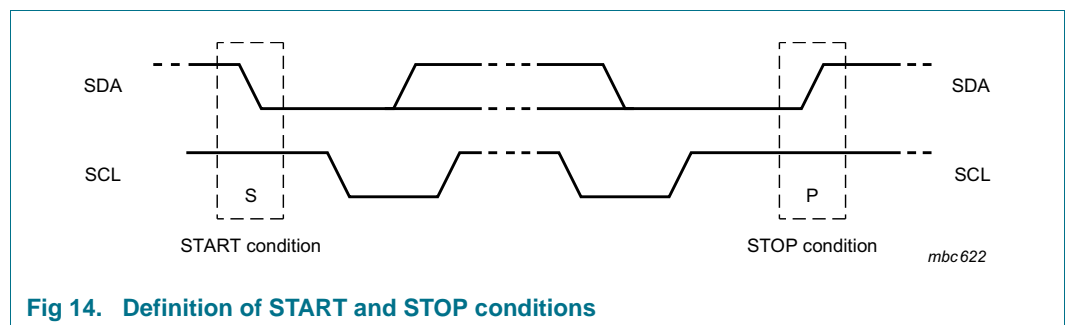 SDA
SDA
SCL
SCL
S
P
START condition
STOP condition
mbc622
Fig 14. Definition of START and STOP conditions